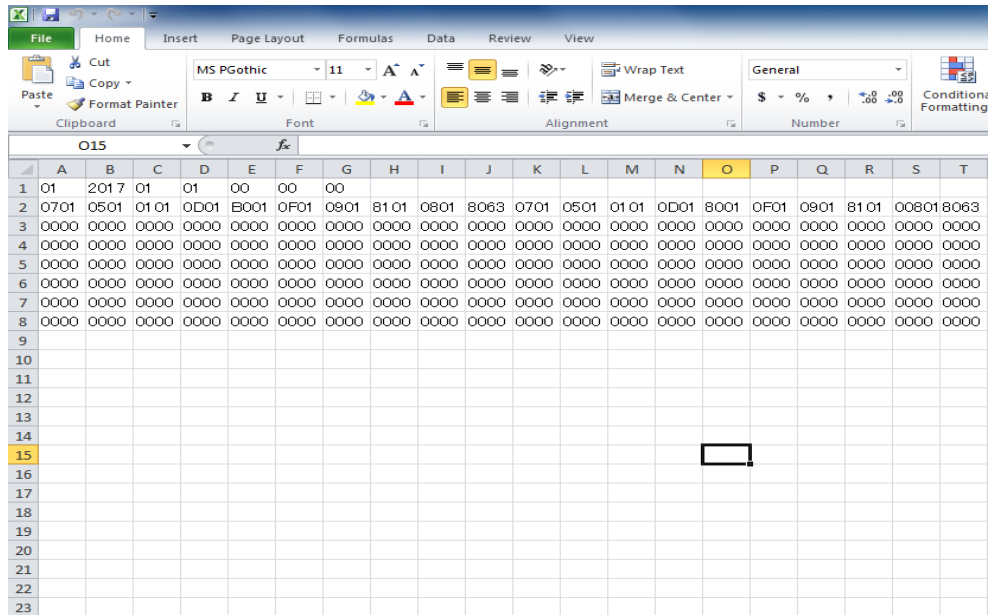 File Home Insert Page Layout Formulas Data Review View
Cut
Copy
Format Painter
Paste
Clipboard
MS PGothic 11 A A
B I U A
Font
Wrap Text
Merge & Center
Alignment
General
$ % , .0 .00 .00 .0
Number
Conditional
Formatting
O15 fx
A B C D E F G H I J K L M N O P Q R S T
1 01 2017 01 01 00 00 00
2 0701 0501 0101 0D01 B001 0F01 0901 8101 0801 8063 0701 0501 0101 0D01 8001 0F01 0901 8101 00801 8063
3 0000 0000 0000 0000 0000 0000 0000 0000 0000 0000 0000 0000 0000 0000 0000 0000 0000 0000 0000 0000
4 0000 0000 0000 0000 0000 0000 0000 0000 0000 0000 0000 0000 0000 0000 0000 0000 0000 0000 0000 0000
5 0000 0000 0000 0000 0000 0000 0000 0000 0000 0000 0000 0000 0000 0000 0000 0000 0000 0000 0000 0000
6 0000 0000 0000 0000 0000 0000 0000 0000 0000 0000 0000 0000 0000 0000 0000 0000 0000 0000 0000 0000
7 0000 0000 0000 0000 0000 0000 0000 0000 0000 0000 0000 0000 0000 0000 0000 0000 0000 0000 0000 0000
8 0000 0000 0000 0000 0000 0000 0000 0000 0000 0000 0000 0000 0000 0000 0000 0000 0000 0000 0000 0000
9
10
11
12
13
14
15
16
17
18
19
20
21
22
23